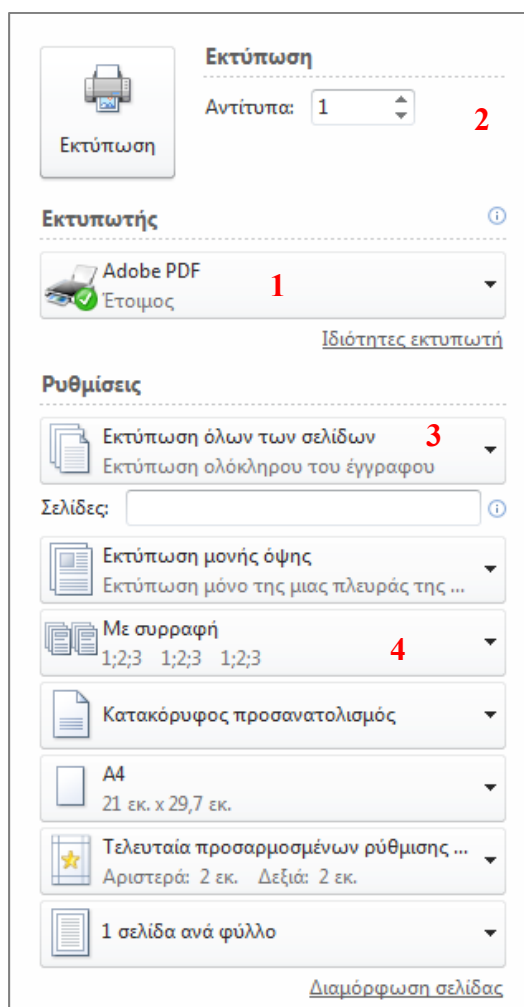 Εκτύπωση
Αντίτυπα: 1
2
Εκτύπωση
Εκτυπωτής
Adobe PDF
1
Έτοιμος
Ιδιότητες εκτυπωτή
Ρυθμίσεις
Εκτύπωση όλων των σελίδων
3
Εκτύπωση ολόκληρου του έγγραφου
Σελίδες:
Εκτύπωση μονής όψης
Εκτύπωση μόνο της μιας πλευράς της ...
Με συρραφή
4
1;2;3 1;2;3 1;2;3
Κατακόρυφος προσανατολισμός
A4
21 εκ. x 29,7 εκ.
Τελευταία προσαρμοσμένων ρύθμισης ...
Αριστερά: 2 εκ. Δεξιά: 2 εκ.
1 σελίδα ανά φύλλο
Διαμόρφωση σελίδας